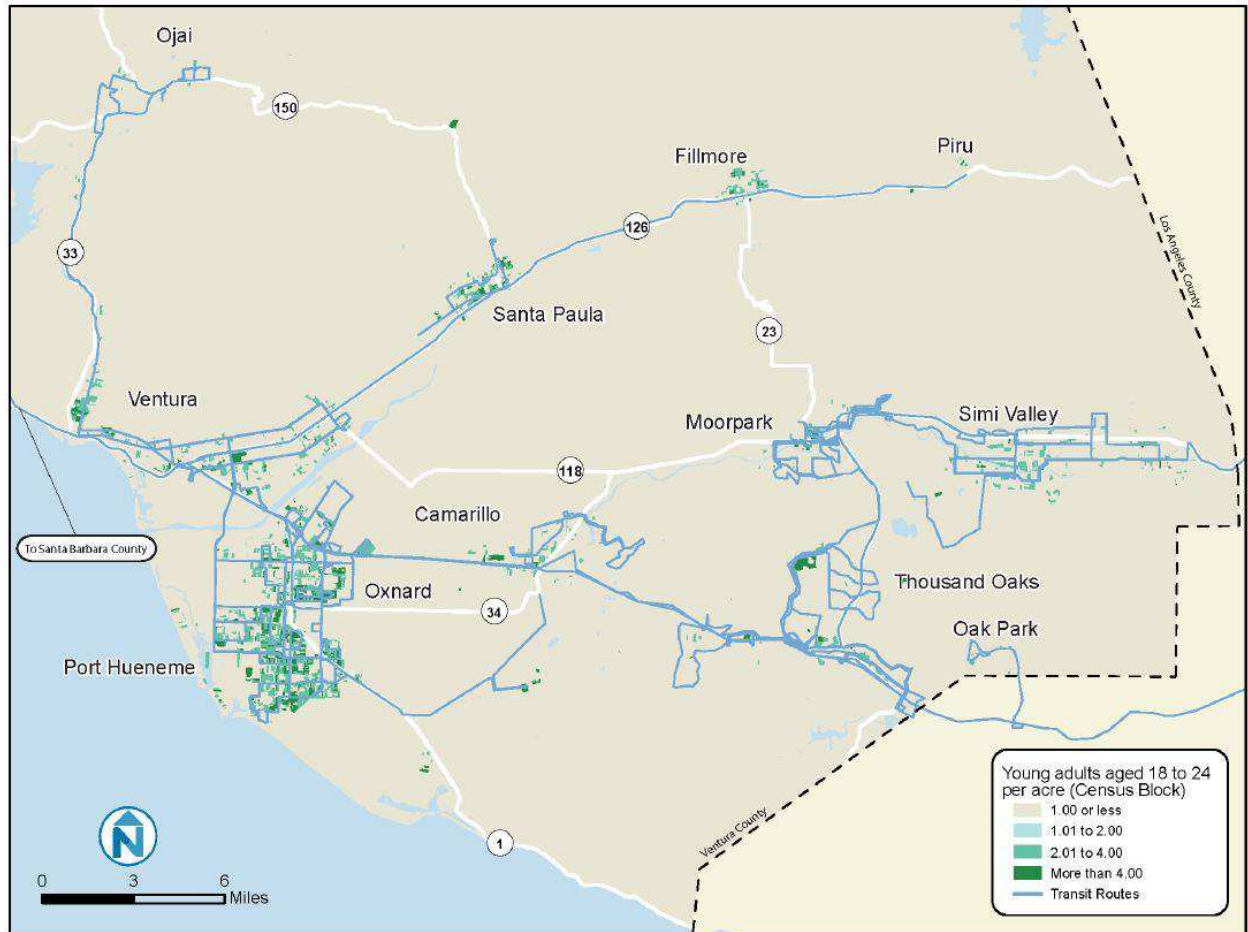 Ojai
150
Fillmore
Piru
126
33
Los Angeles County
Santa Paula
23
Ventura
Moorpark
Simi Valley
118
Camarillo
To Santa Barbara County
Thousand Oaks
Oxnard
34
Oak Park
Port Hueneme
Young adults aged 18 to 24
per acre (Census Block)
1.00 or less
1.01 to 2.00
2.01 to 4.00
More than 4.00
Transit Routes
Ventura County
N
1
0 3 6
Miles